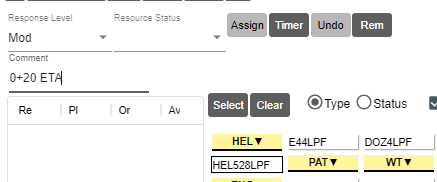 Response Level Resource Status Assign Timer Undo Rem
Mod
Comment
0+20 ETA
Re Pl Or Av Select Clear Type Status
HEL▼ E44LPF DOZ4LPF
HEL528LPF PAT▼ WT▼